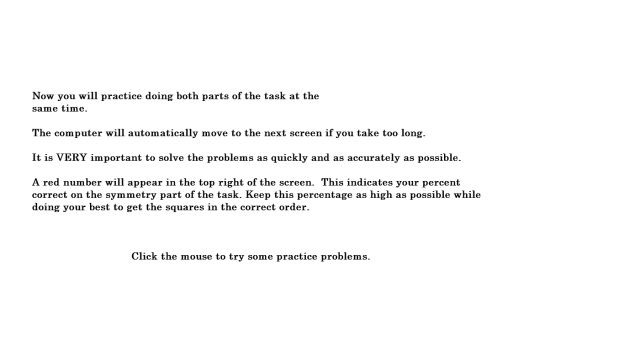 Now you will practice doing both parts of the task at the
same time.
The computer will automatically move to the next screen if you take too long.
It is VERY important to solve the problems as quickly and as accurately as possible.
A red number will appear in the top right of the screen.  This indicates your percent
correct on the symmetry part of the task. Keep this percentage as high as possible while
doing your best to get the squares in the correct order.
Click the mouse to try some practice problems.